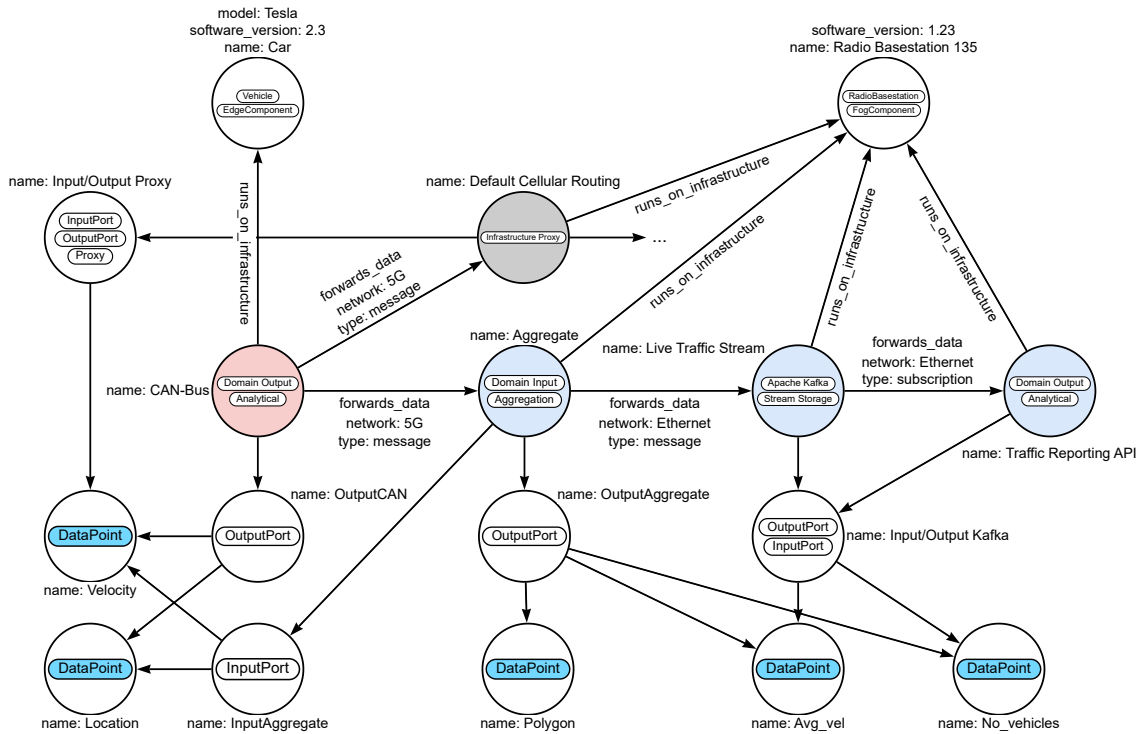 model: Tesla
software_version: 2.3
name: Car
software_version: 1.23
name: Radio Basestation 135
Vehicle
EdgeComponent
RadioBasestation
FogComponent
name: Input/Output Proxy
name: Default Cellular Routing
runs_on_infrastructure
runs_on_infrastructure
runs_on_infrastructure
runs_on_infrastructure
runs_on_infrastructure
InputPort
OutputPort
Proxy
Infrastructure Proxy
...
forwards_data
network: 5G
type: message
name: Aggregate
name: Live Traffic Stream
forwards_data
network: Ethernet
type: subscription
name: CAN-Bus
Domain Output
Analytical
Domain Input
Aggregation
Apache Kafka
Stream Storage
Domain Output
Analytical
forwards_data
network: 5G
type: message
forwards_data
network: Ethernet
type: message
name: Traffic Reporting API
name: OutputCAN
name: OutputAggregate
DataPoint
OutputPort
OutputPort
OutputPort
InputPort
name: Input/Output Kafka
name: Velocity
DataPoint
InputPort
DataPoint
DataPoint
DataPoint
name: Location
name: InputAggregate
name: Polygon
name: Avg_vel
name: No_vehicles